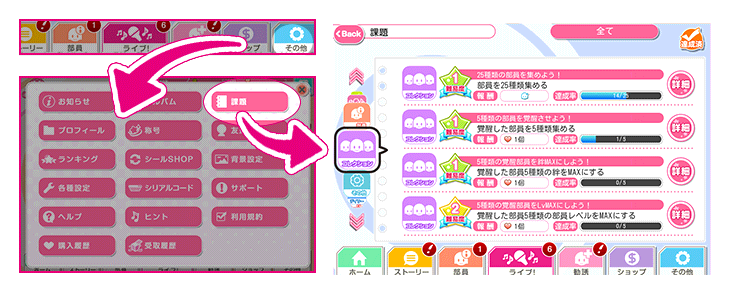 ーリー
部員
1
ライブ!
6
ョップ
その他
お知らせ
バム
課題
プロフィール
称号
友
ランキング
シールSHOP
背景設定
各種設定
シリアルコード
サポート
ヘルプ
ヒント
利用規約
購入履歴
受取履歴
Back
課題
全て
達成済
コレクション
1
難易度
25種類の部員を集めよう!
部員を25種類集める
報酬
達成率
14/25
詳細
コレクション
1
難易度
5種類の部員を覚醒させよう!
覚醒した部員を5種類集める
報酬
1個
達成率
1/5
詳細
コレクション
1
難易度
5種類の覚醒部員を絆MAXにしよう!
覚醒した部員5種類の絆をMAXにする
報酬
1個
達成率
0/5
詳細
コレクション
2
難易度
5種類の覚醒部員をLvMAXにしよう!
覚醒した部員5種類の部員レベルをMAXにする
報酬
1個
達成率
0/5
詳細
コレクション
その他
ホーム
ストーリー
部員
1
ライブ!
6
勧誘
ショップ
その他